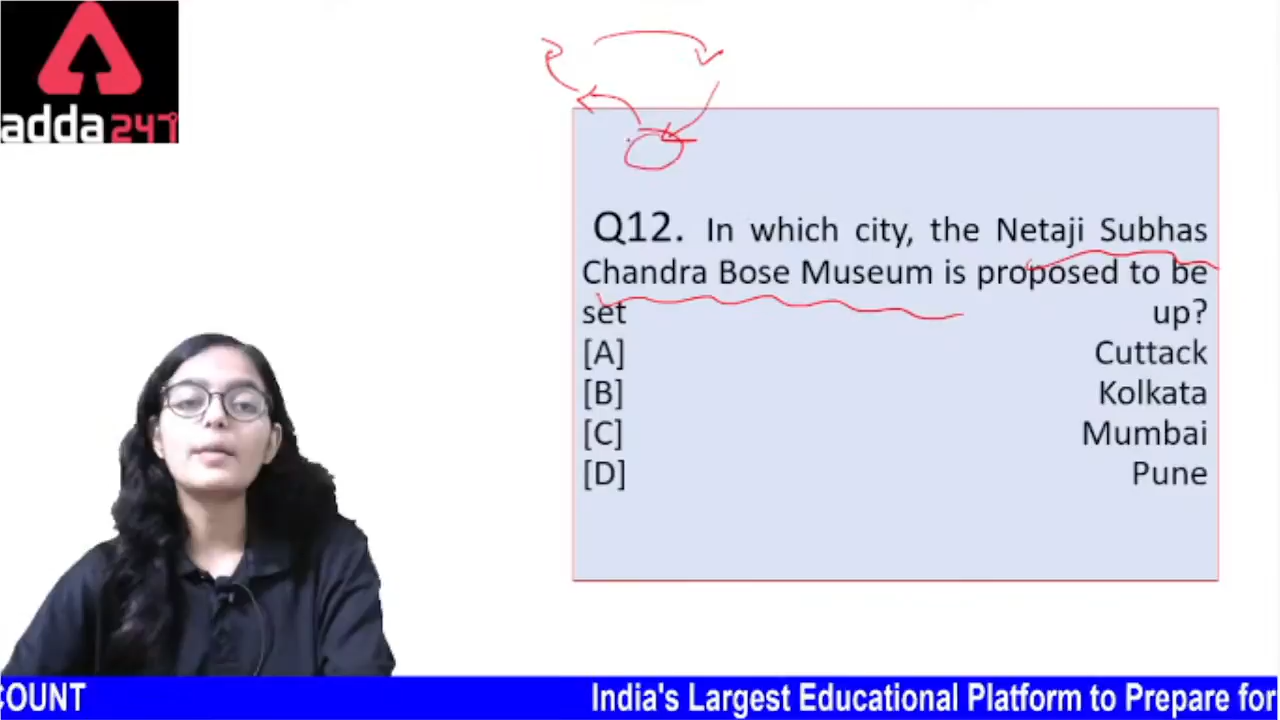 adda247
Q12. In which city, the Netaji Subhas
Chandra Bose Museum is proposed to be
set up?
[A] Cuttack
[B] Kolkata
[C] Mumbai
[D] Pune
COUNT India's Largest Educational Platform to Prepare for